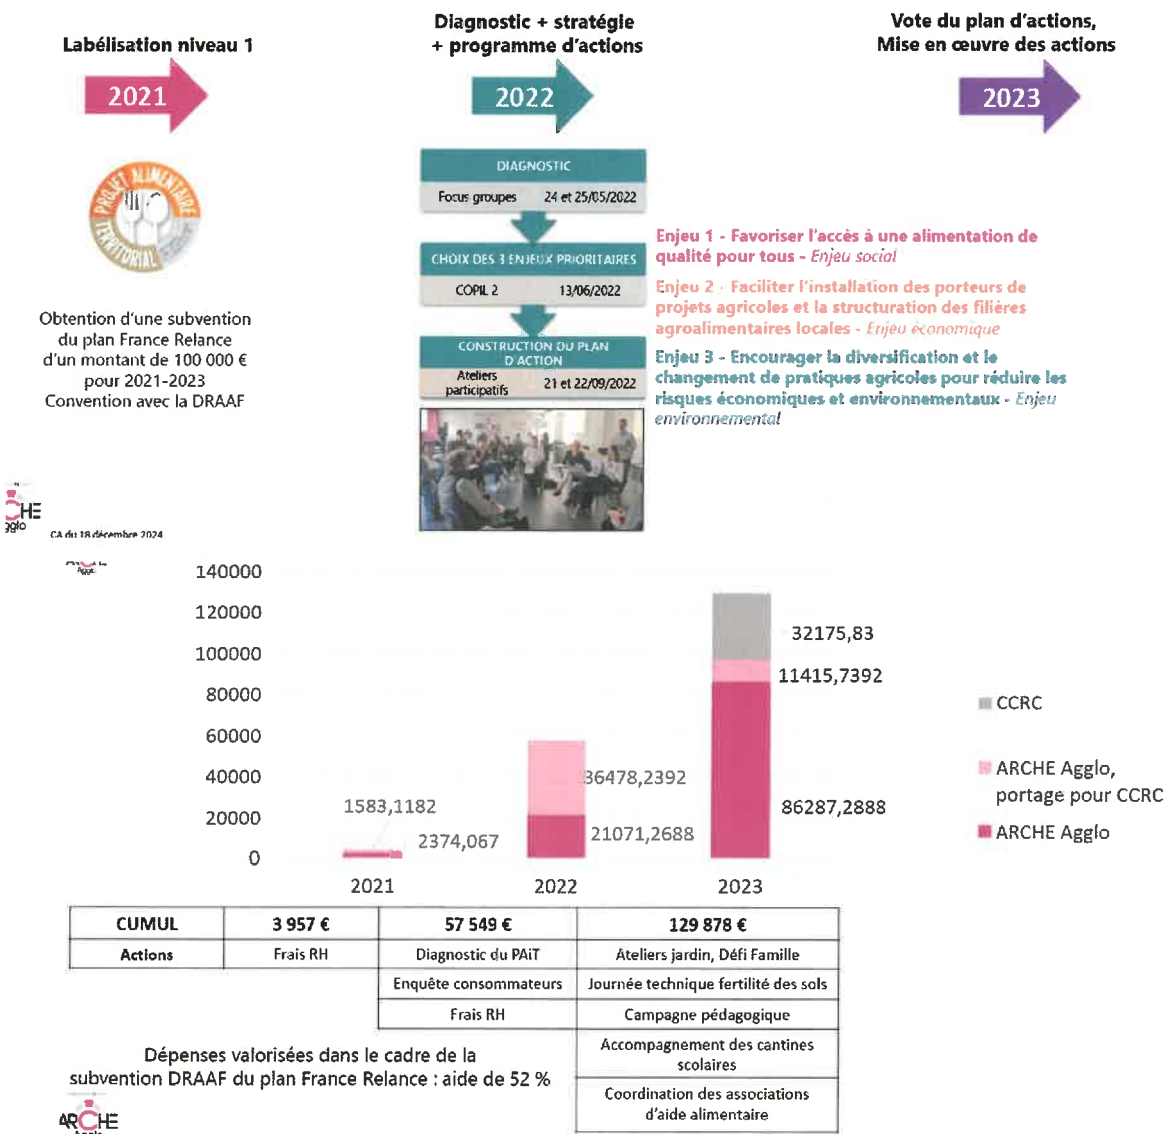 Labélisation niveau 1
2021
PROJET ALIMENTAIRE
TERRITORIAL
Obtention d'une subvention
du plan France Relance
d'un montant de 100 000 €
pour 2021-2023
Convention avec la DRAAF
Diagnostic + stratégie
+ programme d'actions
2022
DIAGNOSTIC
Focus groupes 24 et 25/05/2022
CHOIX DES 3 ENJEUX PRIORITAIRES
COPIL 2 13/06/2022
CONSTRUCTION DU PLAN
D'ACTION
Ateliers
participatifs 21 et 22/09/2022
Vote du plan d'actions,
Mise en œuvre des actions
2023
Enjeu 1 - Favoriser l'accès à une alimentation de
qualité pour tous - Enjeu social
Enjeu 2 - Faciliter l'installation des porteurs de
projets agricoles et la structuration des filières
agroalimentaires locales - Enjeu économique
Enjeu 3 - Encourager la diversification et le
changement de pratiques agricoles pour réduire les
risques économiques et environnementaux - Enjeu
environnemental
CHE
CA du 18 décembre 2024
Agglo
140000
120000
100000
80000
60000
40000
20000
0
1583,1182
2374,067
36478,2392
21071,2688
32175,83
11415,7392
86287,2888
2021 2022 2023
CCRC
ARCHE Agglo,
portage pour CCRC
ARCHE Agglo
CUMUL 3 957 € 57 549 € 129 878 €
Actions Frais RH Diagnostic du PAiT Ateliers jardin, Défi Famille
Enquête consommateurs Journée technique fertilité des sols
Frais RH Campagne pédagogique
Accompagnement des cantines
scolaires
Coordination des associations
d'aide alimentaire
Dépenses valorisées dans le cadre de la
subvention DRAAF du plan France Relance : aide de 52 %
ARCHE